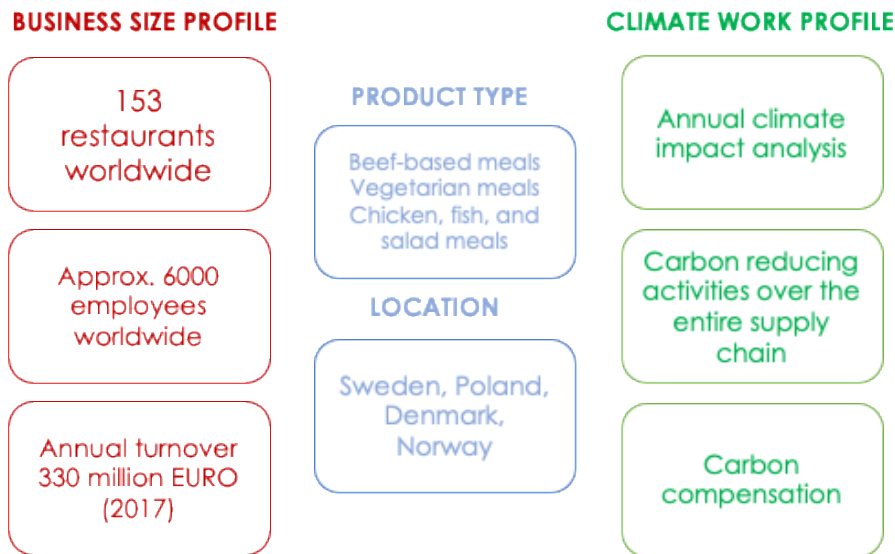 BUSINESS SIZE PROFILE
153
restaurants
worldwide
Approx. 6000
employees
worldwide
Annual turnover
330 million EURO
(2017)
PRODUCT TYPE
Beef-based meals
Vegetarian meals
Chicken, fish, and
salad meals
LOCATION
Sweden, Poland,
Denmark,
Norway
CLIMATE WORK PROFILE
Annual climate
impact analysis
Carbon reducing
activities over the
entire supply
chain
Carbon
compensation